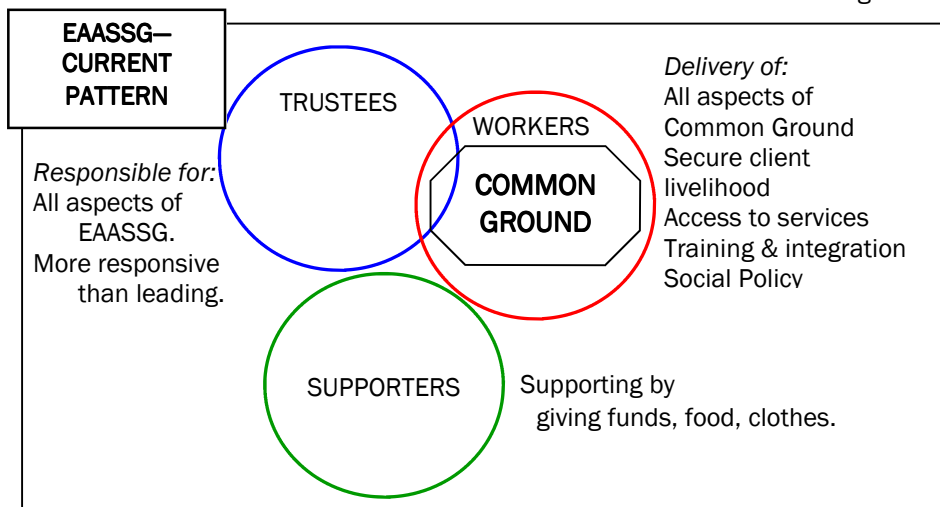 EAASSG—
CURRENT
PATTERN
TRUSTEES
Responsible for:
All aspects of
EAASSG.
More responsive
than leading.
WORKERS
COMMON
GROUND
Delivery of:
All aspects of
Common Ground
Secure client
livelihood
Access to services
Training & integration
Social Policy
SUPPORTERS
Supporting by
giving funds, food, clothes.